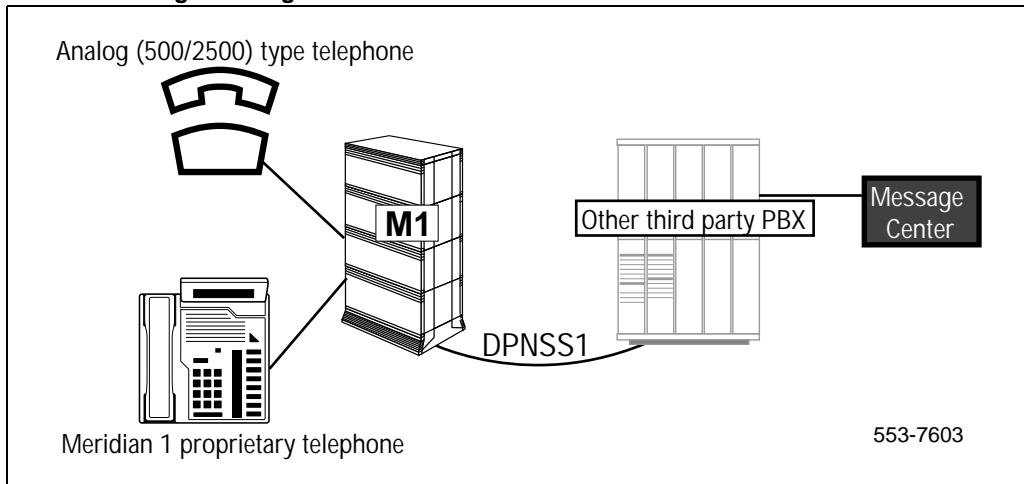 Analog (500/2500) type telephone
M1
Other third party PBX
Message
Center
DPNSS1
Meridian 1 proprietary telephone
553-7603